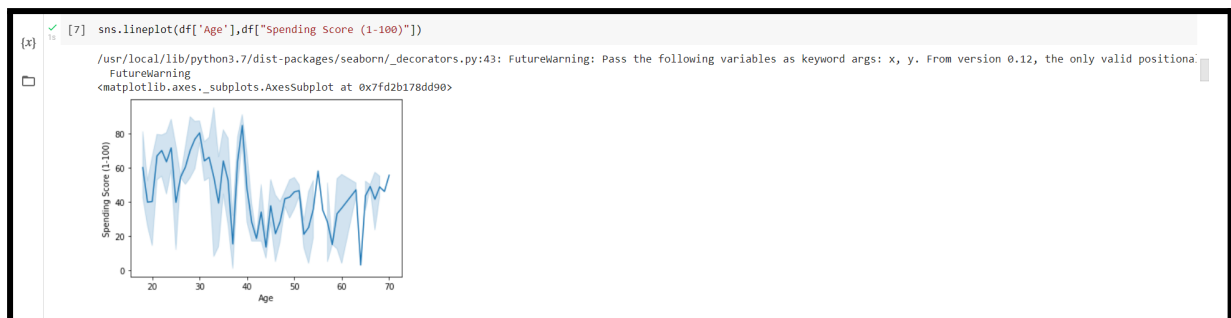 {x}
1s
[7] sns.lineplot(df['Age'],df["Spending Score (1-100)"])
/usr/local/lib/python3.7/dist-packages/seaborn/_decorators.py:43: FutureWarning: Pass the following variables as keyword args: x, y. From version 0.12, the only valid positional
FutureWarning
<matplotlib.axes._subplots.AxesSubplot at 0x7fd2b178dd90>
Spending Score (1-100)
80
60
40
20
0
20 30 40 50 60 70
Age